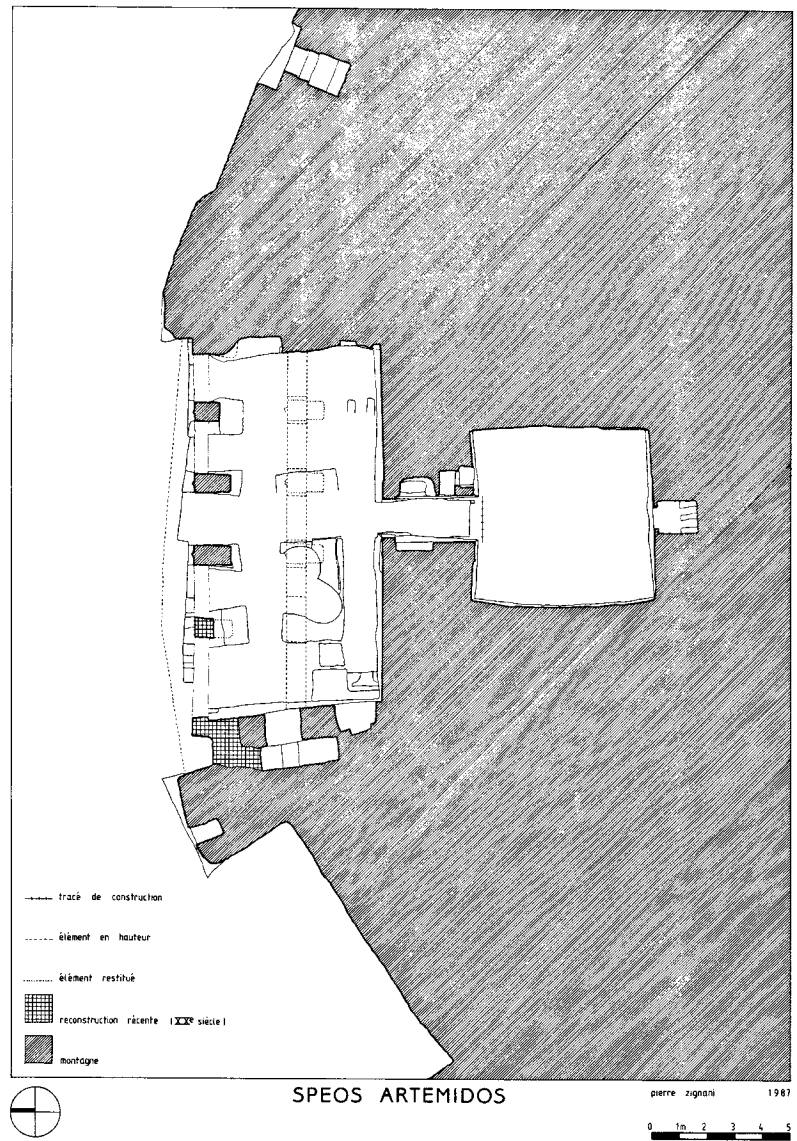 tracé de construction
élément en hauteur
élément restitué
reconstruction récente (XXe siècle)
montagne
SPEOS ARTEMIDOS
pierre zignani 1987
0 1m 2 3 4 5